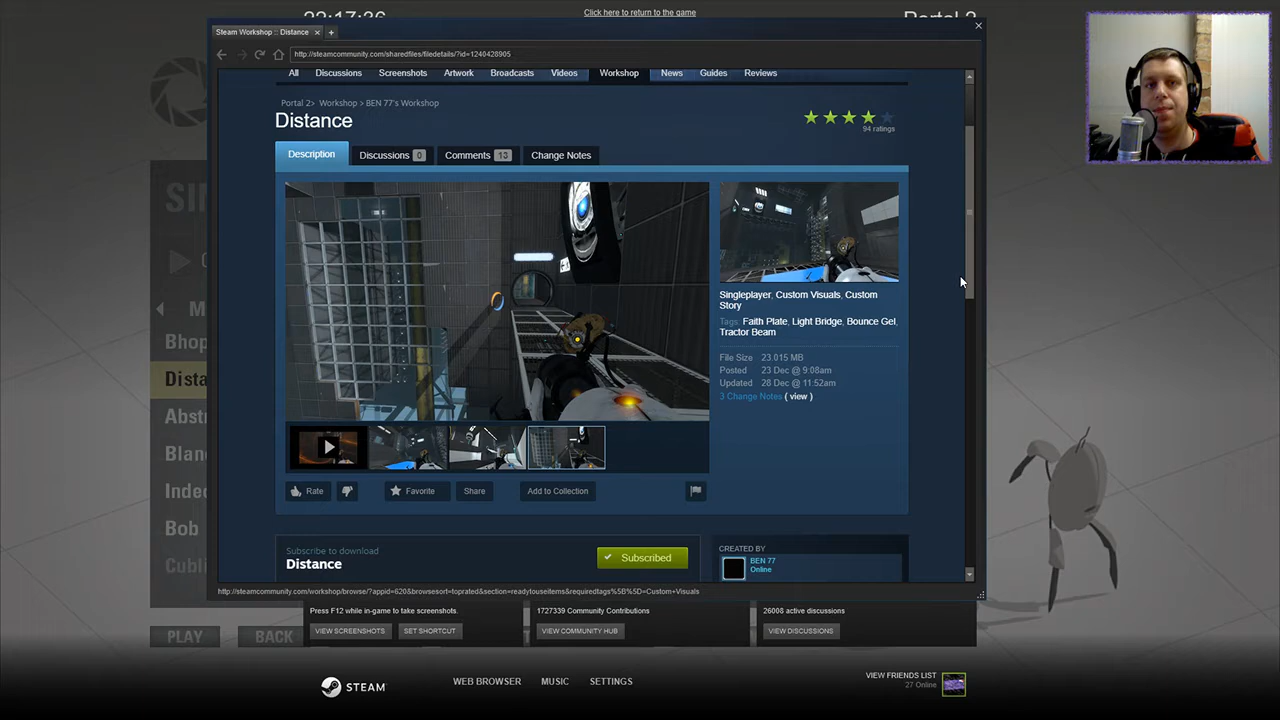 22:17:36
Click here to return to the game
Portal 2
Steam Workshop :: Distance
http://steamcommunity.com/sharedfiles/filedetails/?id=1240428905
All Discussions Screenshots Artwork Broadcasts Videos Workshop News Guides Reviews
Portal 2> Workshop > BEN 77's Workshop
Distance
94 ratings
Description Discussions 0 Comments 13 Change Notes
Singleplayer, Custom Visuals, Custom
Story
Tags: Faith Plate, Light Bridge, Bounce Gel,
Tractor Beam
File Size 23.015 MB
Posted 23 Dec @ 9:08am
Updated 28 Dec @ 11:52am
3 Change Notes ( view )
Rate Favorite Share Add to Collection
Subscribe to download
Distance
Subscribed
CREATED BY
BEN 77
Online
http://steamcommunity.com/workshop/browse/?appid=620&browsesort=toprated&section=readytouseitems&requiredtags%5B%5D=Custom+Visuals
SIN
M
Bhop
Dista
Abstr
Blan
Inde
Bob
Cubli
PLAY BACK
Press F12 while in-game to take screenshots.
VIEW SCREENSHOTS SET SHORTCUT
1727339 Community Contributions
VIEW COMMUNITY HUB
26008 active discussions
VIEW DISCUSSIONS
STEAM
WEB BROWSER MUSIC SETTINGS
VIEW FRIENDS LIST
27 Online